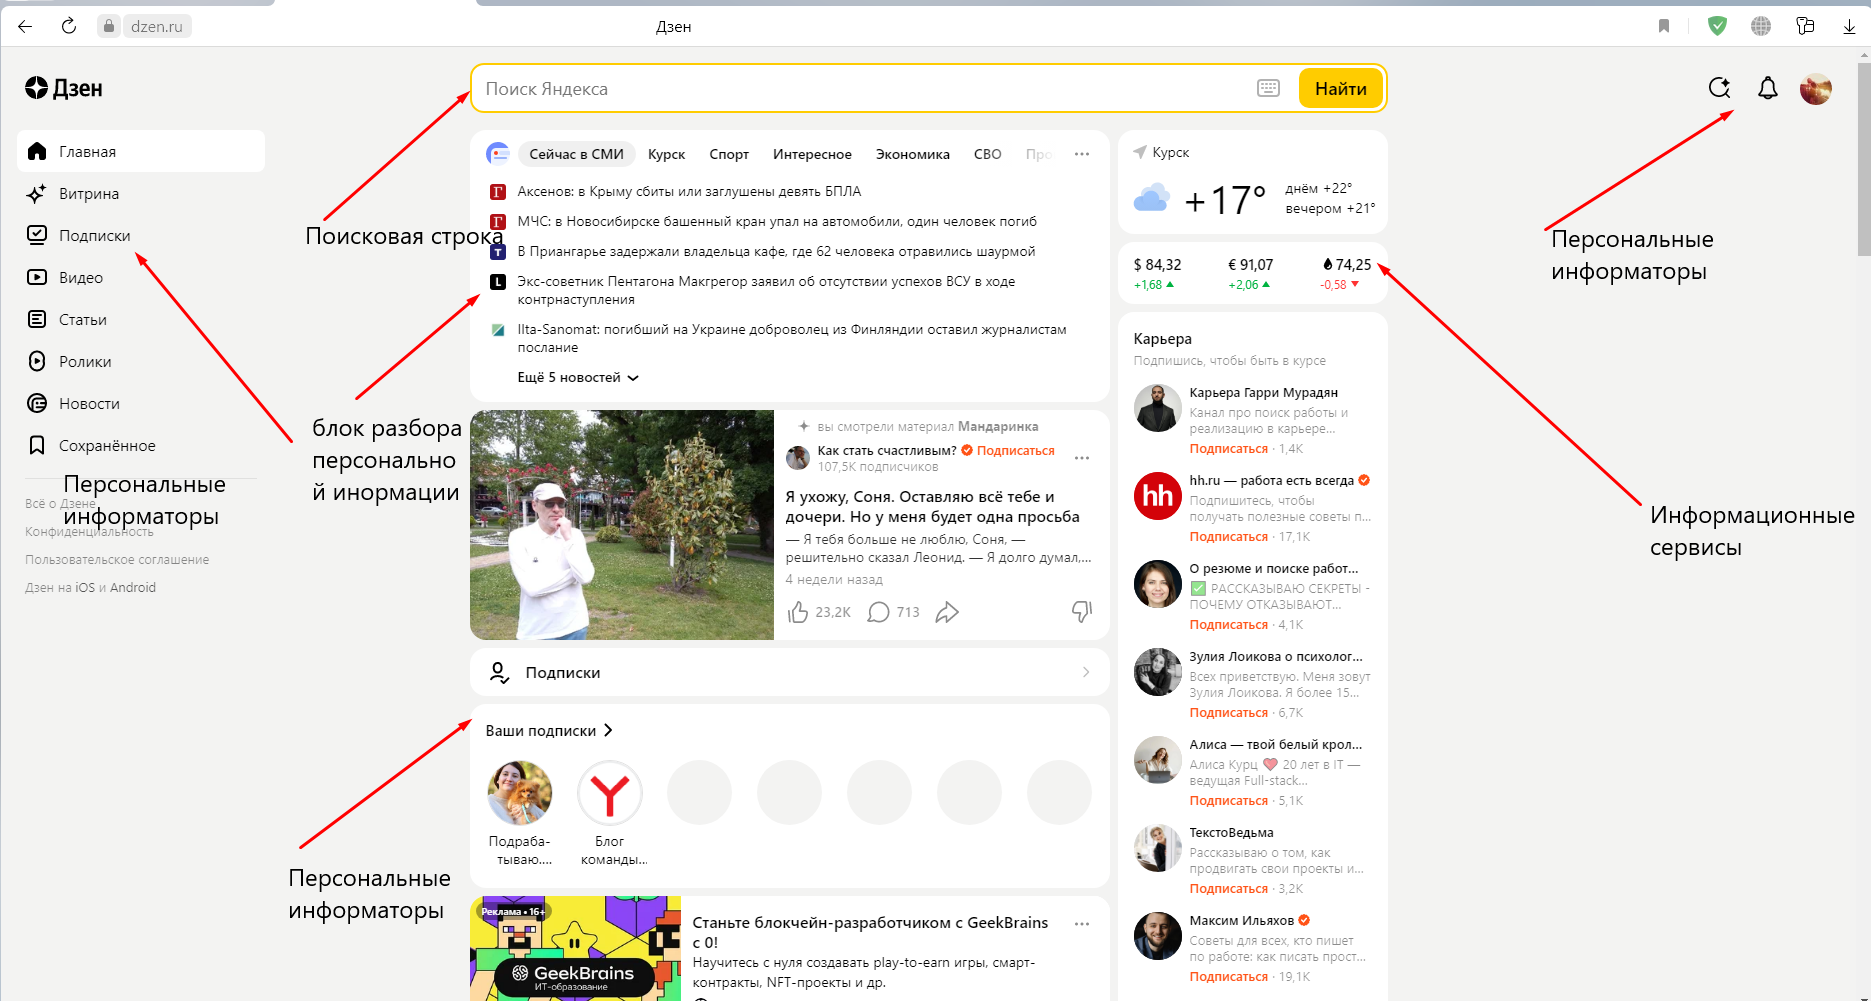 dzen.ru
Дзен
Дзен
Поиск Яндекса
Найти
Главная
Витрина
Подписки
Видео
Статьи
Ролики
Новости
Сохранённое
Персональные
информаторы
Всё о Дзене
Конфиденциальность
Пользовательское соглашение
Дзен на iOS и Android
Поисковая строка
блок разбора
персонально
й инормации
Персональные
информаторы
Сейчас в СМИ Курск Спорт Интересное Экономика СВО Про
Г Аксенов: в Крыму сбиты или заглушены девять БПЛА
Г МЧС: в Новосибирске башенный кран упал на автомобили, один человек погиб
Т В Приангарье задержали владельца кафе, где 62 человека отравились шаурмой
L Экс-советник Пентагона Макгрегор заявил об отсутствии успехов ВСУ в ходе
контрнаступления
Ilta-Sanomat: погибший на Украине доброволец из Финляндии оставил журналистам
послание
Ещё 5 новостей
вы смотрели материал Мандаринка
Как стать счастливым? Подписаться
107,5K подписчиков
Я ухожу, Соня. Оставляю всё тебе и
дочери. Но у меня будет одна просьба
— Я тебя больше не люблю, Соня, —
решительно сказал Леонид. — Я долго думал,...
4 недели назад
23,2K 713
Подписки
Ваши подписки
Подраба-
тываю....
Блог
команды...
Реклама • 16+
GeekBrains
ИТ-образование
Станьте блокчейн-разработчиком с GeekBrains
с 0!
Научитесь с нуля создавать play-to-earn игры, смарт-
контракты, NFT-проекты и др.
Курск
+17°
днём +22°
вечером +21°
$ 84,32 € 91,07 74,25
+1,68 +2,06 -0,58
Карьера
Подпишись, чтобы быть в курсе
Карьера Гарри Мурадян
Канал про поиск работы и
реализацию в карьере...
Подписаться · 1,4K
hh
hh.ru — работа есть всегда
Подпишитесь, чтобы
получать полезные советы п...
Подписаться · 17,1K
О резюме и поиске работ...
✅ РАССКАЗЫВАЮ СЕКРЕТЫ -
ПОЧЕМУ ОТКАЗЫВАЮТ...
Подписаться · 4,1K
Зулия Лоикова о психолог...
Всех приветствую. Меня зовут
Зулия Лоикова. Я более 15...
Подписаться · 6,7K
Алиса — твой белый крол...
Алиса Курц ❤ 20 лет в IT —
ведущая Full-stack...
Подписаться · 5,1K
ТекстоВедьма
Рассказываю о том, как
продвигать свои проекты и...
Подписаться · 3,2K
Максим Ильяхов
Советы для всех, кто пишет
по работе: как писать прост...
Подписаться · 19,1K
Персональные
информаторы
Информационные
сервисы